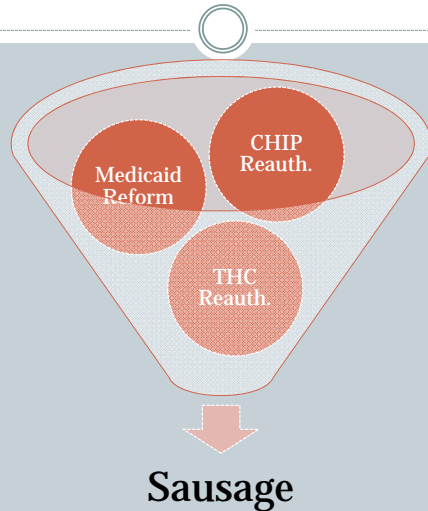 CHIP
Reauth.
Medicaid
Reform
THC
Reauth.
Sausage